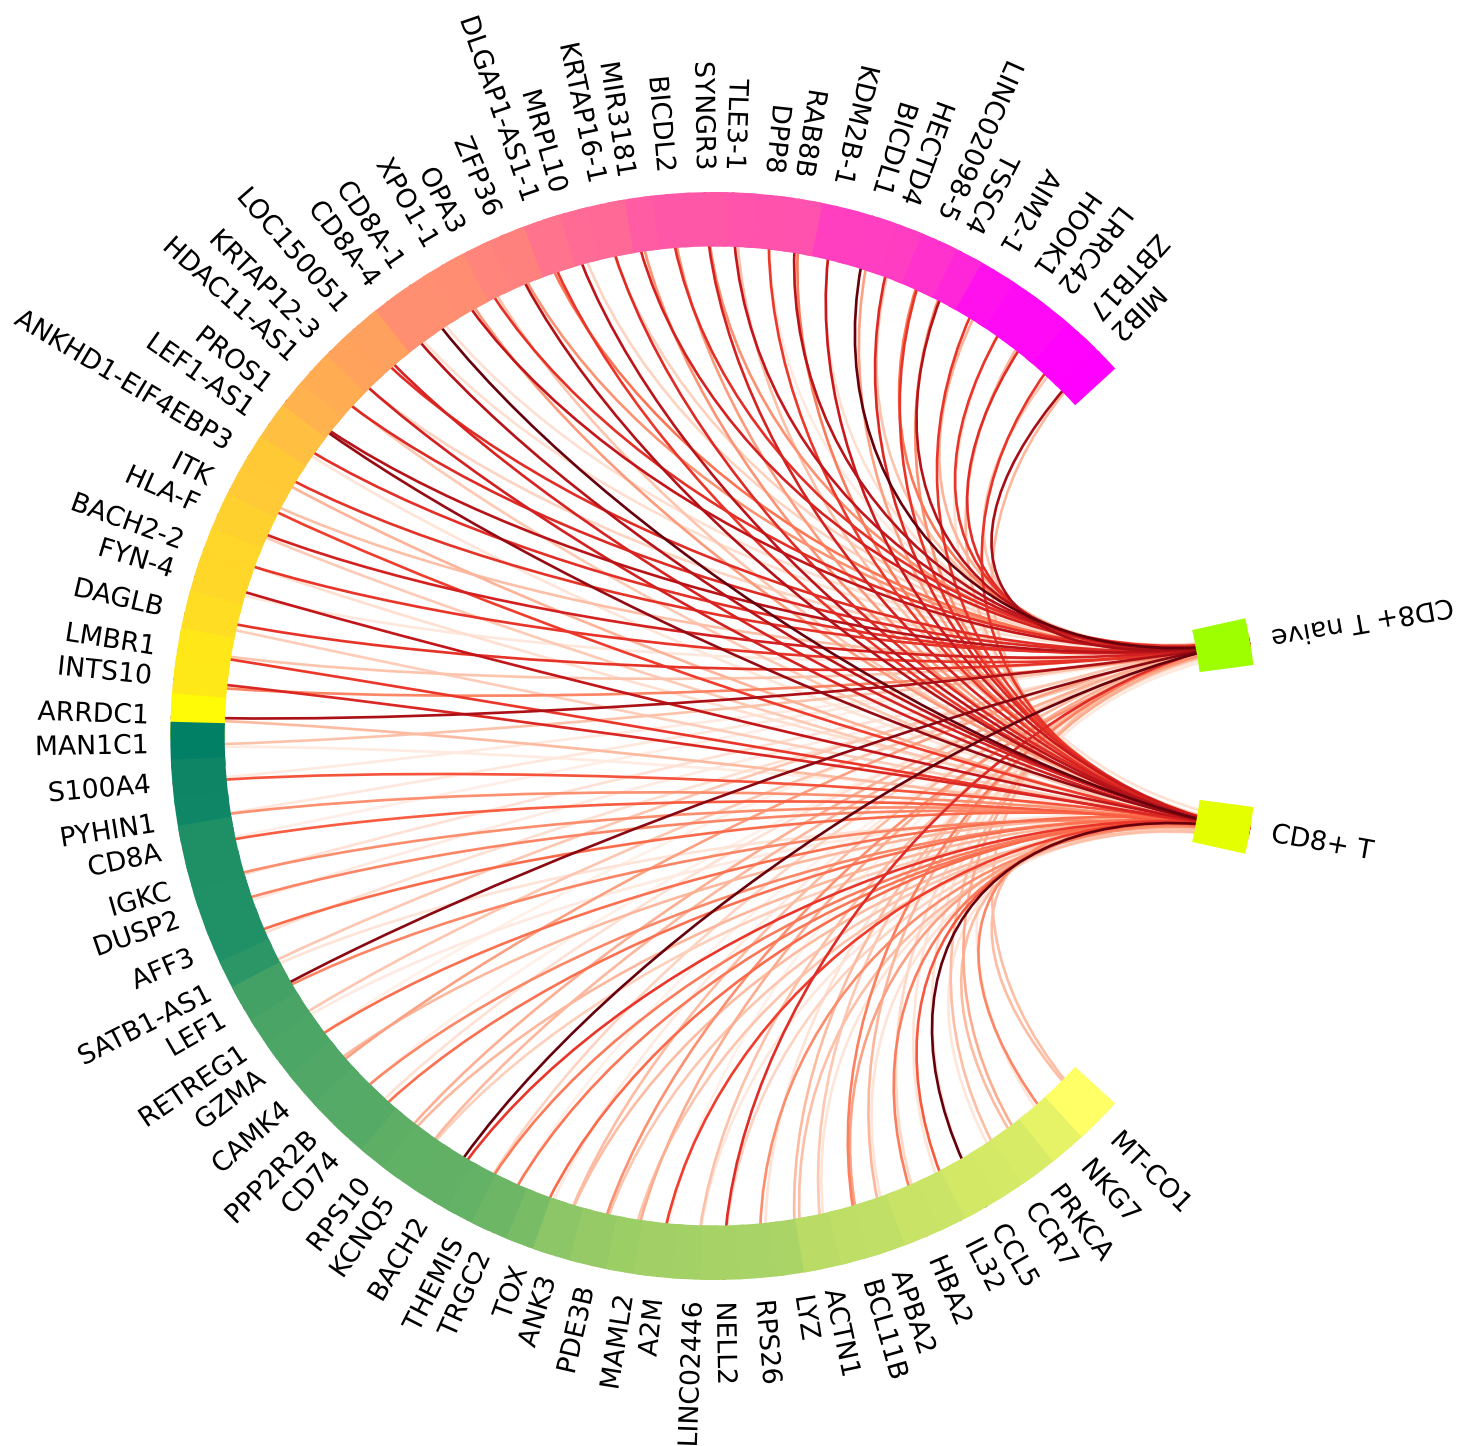 MIB2
ZBTB17
LRRC42
HOOK1
AIM2-1
TSSC4
LINC02098-5
HECTD4
BICDL1
KDM2B-1
RAB8B
DPP8
TLE3-1
SYNGR3
BICDL2
MIR3181
KRTAP16-1
MRPL10
DLGAP1-AS1-1
ZFP36
OPA3
XPO1-1
CD8A-1
CD8A-4
LOC150051
KRTAP12-3
HDAC11-AS1
PROS1
LEF1-AS1
ANKHD1-EIF4EBP3
ITK
HLA-F
BACH2-2
FYN-4
DAGLB
LMBR1
INTS10
ARRDC1
MAN1C1
S100A4
PYHIN1
CD8A
IGKC
DUSP2
AFF3
SATB1-AS1
LEF1
RETREG1
GZMA
CAMK4
PPP2R2B
CD74
RPS10
KCNQ5
BACH2
THEMIS
TRGC2
TOX
ANK3
PDE3B
MAML2
A2M
LINC02446
NELL2
RPS26
LYZ
ACTN1
BCL11B
APBA2
HBA2
IL32
CCL5
CCR7
PRKCA
NKG7
MT-CO1
CD8+ T
CD8+ T naive